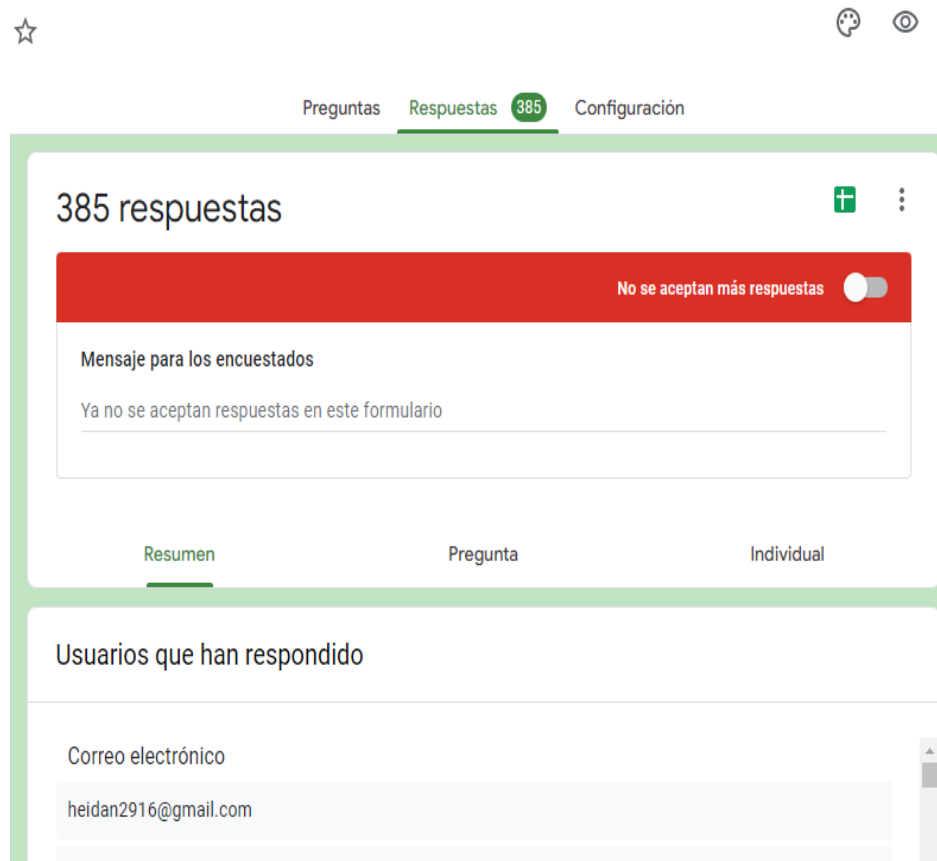 Preguntas Respuestas 385 Configuración
385 respuestas
No se aceptan más respuestas
Mensaje para los encuestados
Ya no se aceptan respuestas en este formulario
Resumen Pregunta Individual
Usuarios que han respondido
Correo electrónico
heidan2916@gmail.com